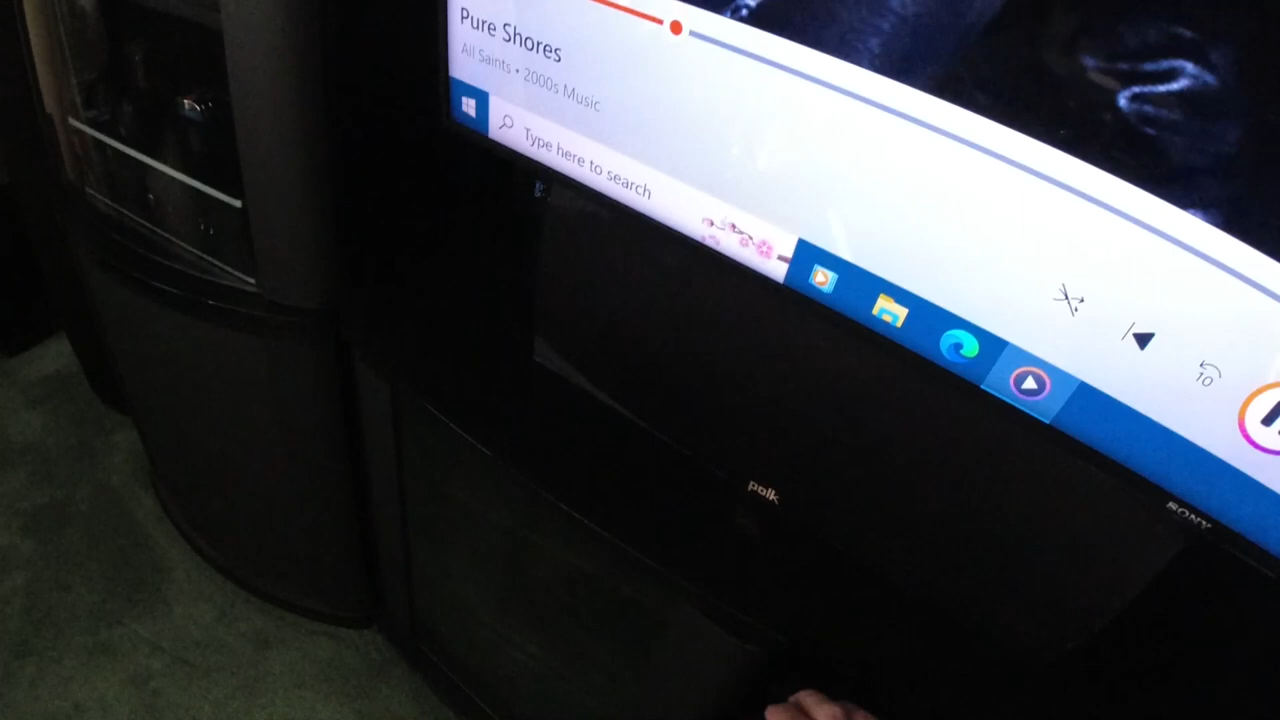 Pure Shores
All Saints • 2000s Music
Type here to search
10
polk
SONY